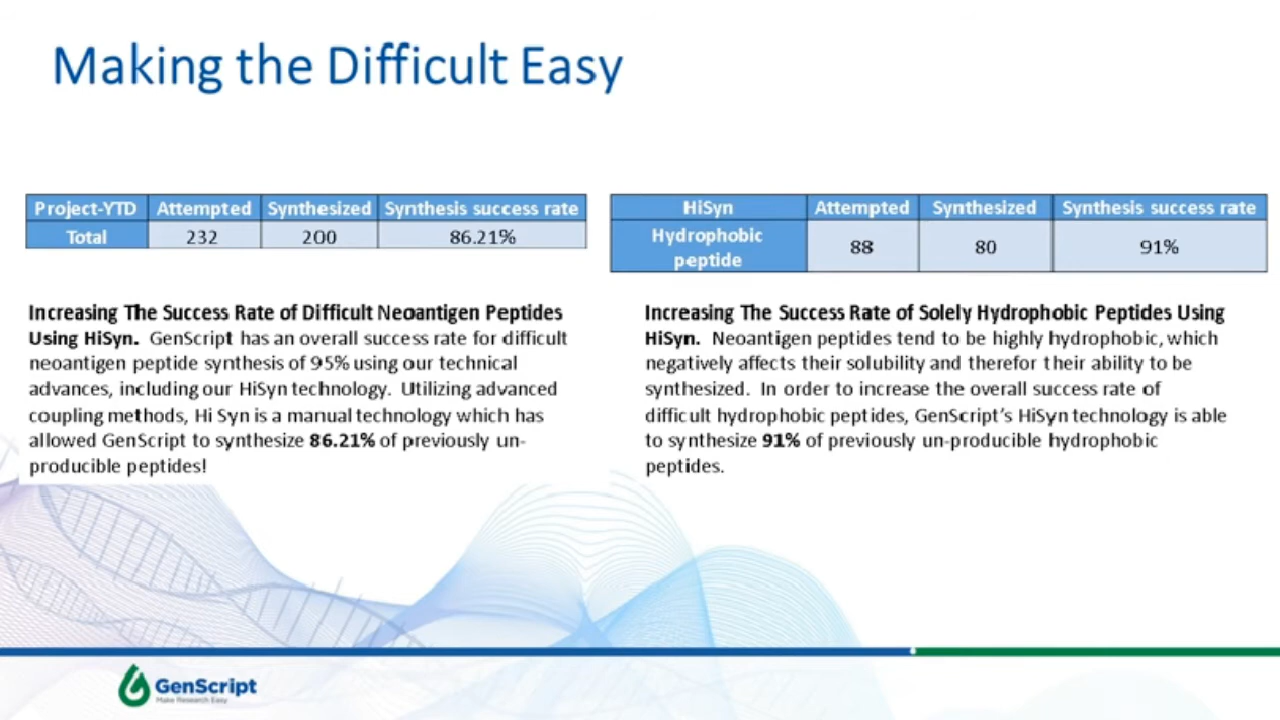 Making the Difficult Easy
Project-YTD Attempted Synthesized Synthesis success rate
Total 232 200 86.21%
HiSyn Attempted Synthesized Synthesis success rate
Hydrophobic
peptide 88 80 91%
Increasing The Success Rate of Difficult Neoantigen Peptides
Using HiSyn. GenScript has an overall success rate for difficult
neoantigen peptide synthesis of 95% using our technical
advances, including our HiSyn technology. Utilizing advanced
coupling methods, Hi Syn is a manual technology which has
allowed GenScript to synthesize 86.21% of previously un-
producible peptides!
Increasing The Success Rate of Solely Hydrophobic Peptides Using
HiSyn. Neoantigen peptides tend to be highly hydrophobic, which
negatively affects their solubility and therefor their ability to be
synthesized. In order to increase the overall success rate of
difficult hydrophobic peptides, GenScript's HiSyn technology is able
to synthesize 91% of previously un-producible hydrophobic
peptides.
GenScript
Make Research Easy